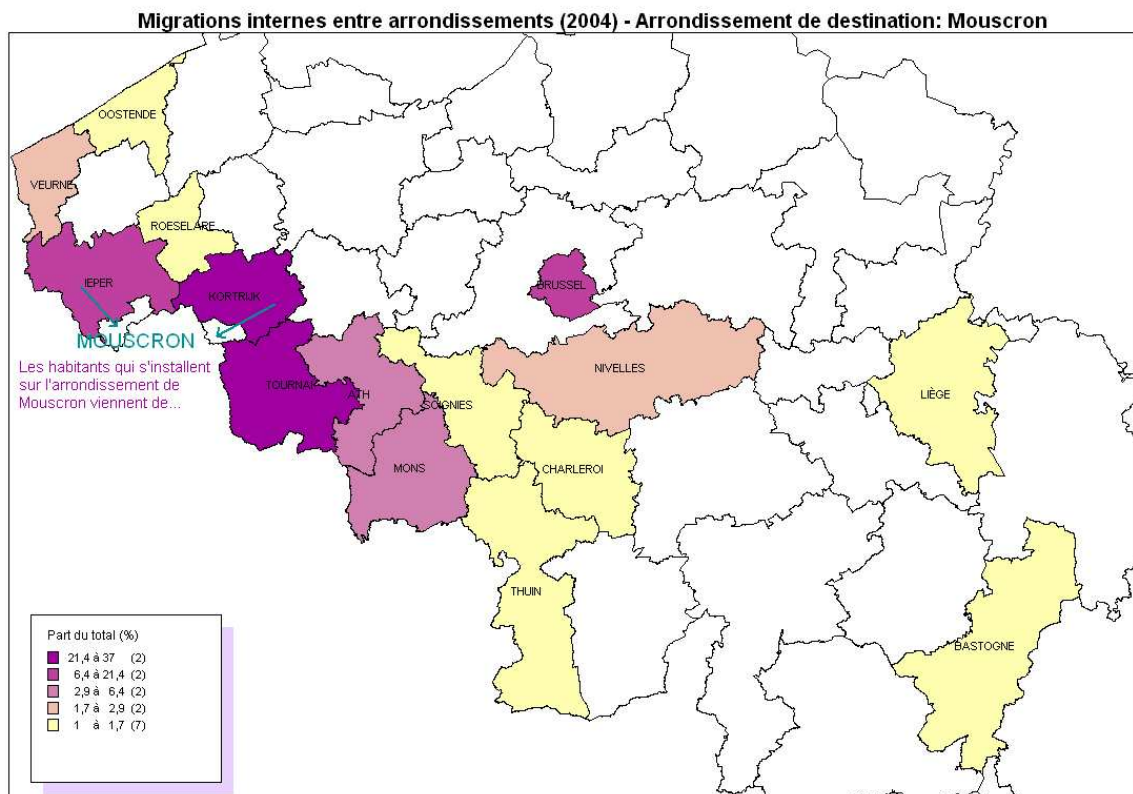 Migrations internes entre arrondissements (2004) - Arrondissement de destination: Mouscron
OOSTENDE
VEURNE
ROESELARE
IEPER
KORTRIJK
BRUSSEL
MOUSCRON
Les habitants qui s'installent
sur l'arrondissement de
Mouscron viennent de...
TOURNAI
ATH
NIVELLES
LIÈGE
SOIGNIES
MONS
CHARLEROI
THUIN
BASTOGNE
Part du total (%)
21,4 à 37 (2)
6,4 à 21,4 (2)
2,9 à 6,4 (2)
1,7 à 2,9 (2)
1 à 1,7 (7)